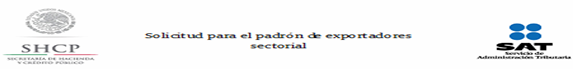 Solicitud para el padrón de exportadores
sectorial
SHCP
SECRETARÍA DE HACIENDA
Y CRÉDITO PÚBLICO
SAT
Servicio de
Administración Tributaria